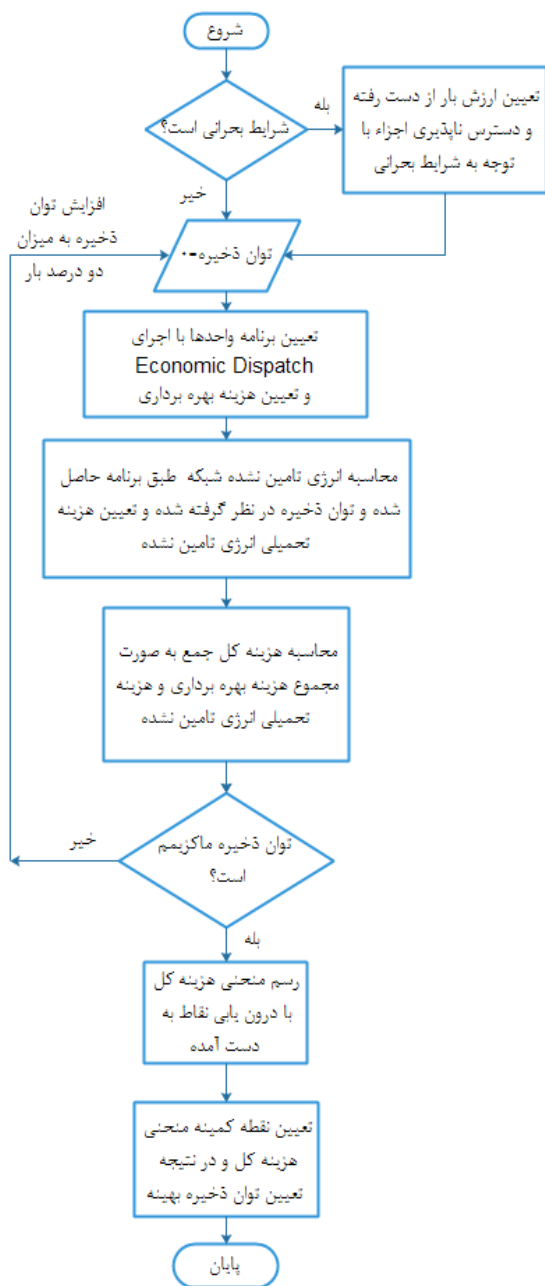 شروع
شرایط بحرانی است؟
بله
تعیین ارزش بار از دست رفته
و دسترس ناپذیری اجزاء با
توجه به شرایط بحرانی
خیر
افزایش توان
ذخیره به میزان
دو درصد بار
توان ذخیره=۰
تعیین برنامه واحدها با اجرای
Economic Dispatch
و تعیین هزینه بهره برداری
محاسبه انرژی تامین نشده شبکه طبق برنامه حاصل
شده و توان ذخیره در نظر گرفته شده و تعیین هزینه
تحمیلی انرژی تامین نشده
محاسبه هزینه کل جمع به صورت
مجموع هزینه بهره برداری و هزینه
تحمیلی انرژی تامین نشده
توان ذخیره ماکزیمم
است؟
خیر
بله
رسم منحنی هزینه کل
با درون یابی نقاط به
دست آمده
تعیین نقطه کمینه منحنی
هزینه کل و در نتیجه
تعیین توان ذخیره بهینه
پایان